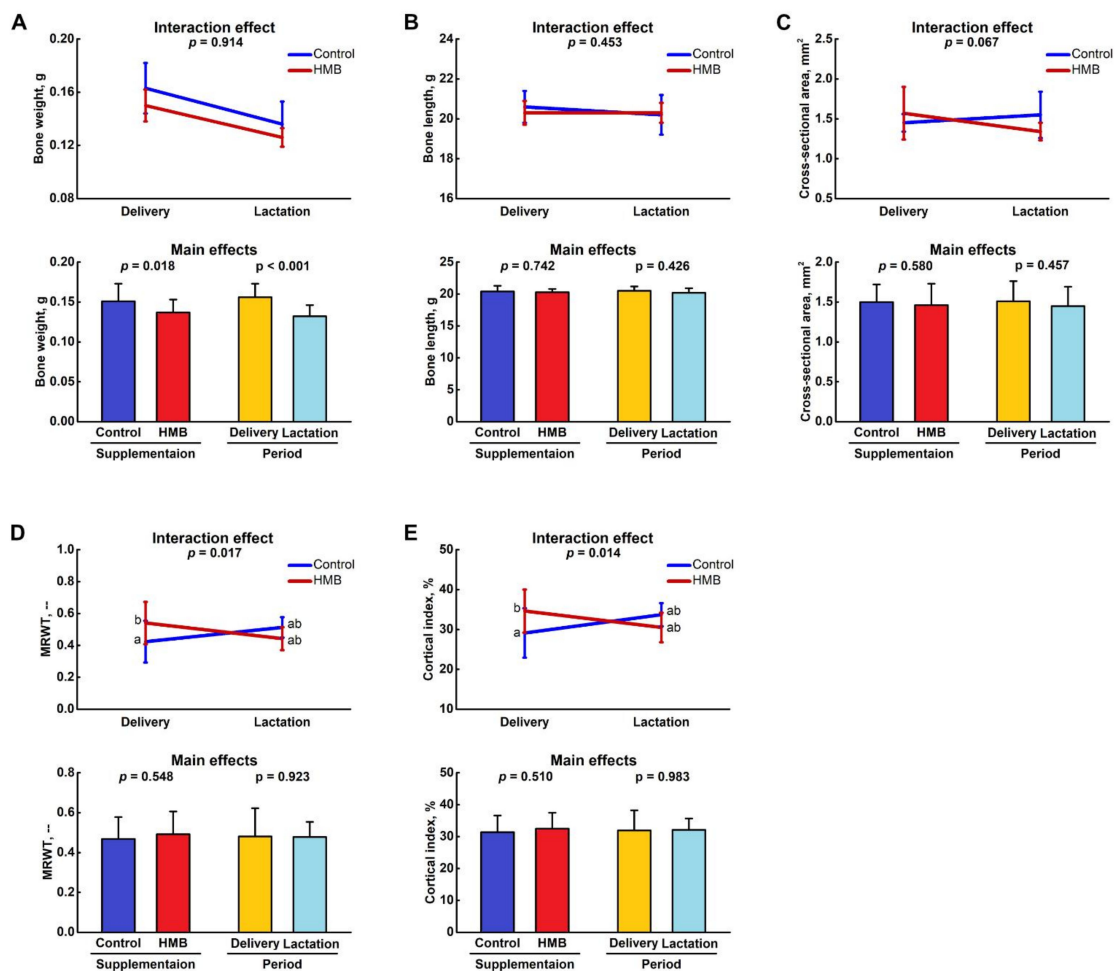 A
Interaction effect
p = 0.914
Control
HMB
Bone weight, g
0.20
0.16
0.12
0.08
Delivery
Lactation
Main effects
p = 0.018
p < 0.001
Bone weight, g
0.20
0.15
0.10
0.05
0.00
Control HMB
Delivery Lactation
Supplementaion
Period
B
Interaction effect
p = 0.453
Control
HMB
Bone length, g
24
22
20
18
16
Delivery
Lactation
Main effects
p = 0.742
p = 0.426
Bone length, g
25
20
15
10
5
0
Control HMB
Delivery Lactation
Supplementaion
Period
C
Interaction effect
p = 0.067
Control
HMB
Cross-sectional area, mm²
2.5
2.0
1.5
1.0
0.5
Delivery
Lactation
Main effects
p = 0.580
p = 0.457
Cross-sectional area, mm²
2.0
1.5
1.0
0.5
0.0
Control HMB
Delivery Lactation
Supplementaion
Period
D
Interaction effect
p = 0.017
Control
HMB
MRWT, --
1.0
0.8
0.6
0.4
0.2
0.0
b
a
ab
ab
Delivery
Lactation
Main effects
p = 0.548
p = 0.923
MRWT, --
0.8
0.6
0.4
0.2
0.0
Control HMB
Delivery Lactation
Supplementaion
Period
E
Interaction effect
p = 0.014
Control
HMB
Cortical index, %
50
40
30
20
10
b
a
ab
ab
Delivery
Lactation
Main effects
p = 0.510
p = 0.983
Cortical index, %
50
40
30
20
10
0
Control HMB
Delivery Lactation
Supplementaion
Period